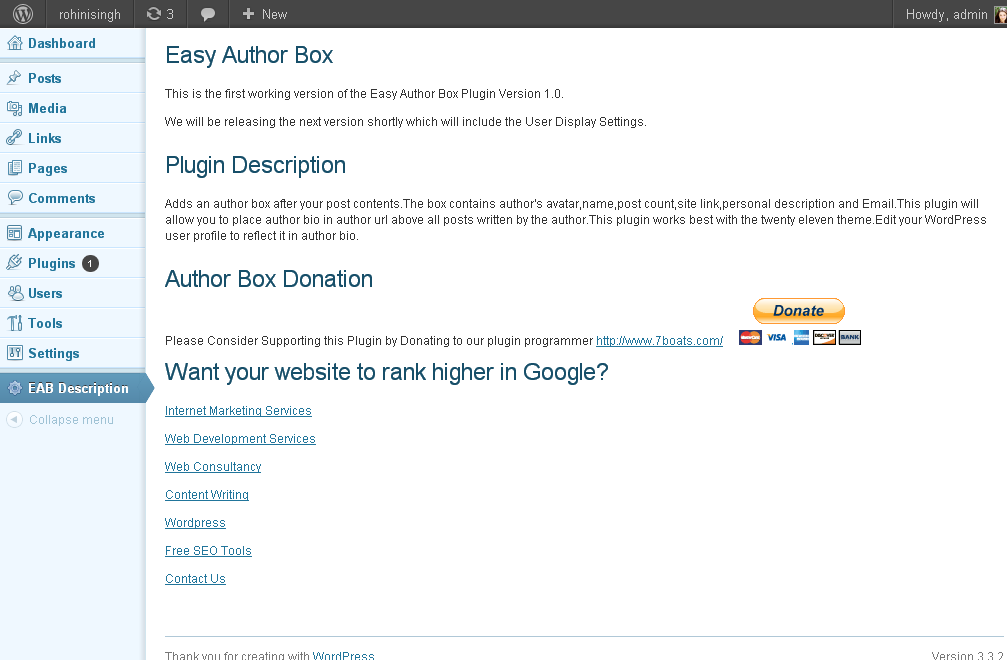 rohinisingh 3 New Howdy, admin
Dashboard
Posts
Media
Links
Pages
Comments
Appearance
Plugins 1
Users
Tools
Settings
EAB Description
Collapse menu
Easy Author Box
This is the first working version of the Easy Author Box Plugin Version 1.0.
We will be releasing the next version shortly which will include the User Display Settings.
Plugin Description
Adds an author box after your post contents.The box contains author's avatar,name,post count,site link,personal description and Email.This plugin will
allow you to place author bio in author url above all posts written by the author.This plugin works best with the twenty eleven theme.Edit your WordPress
user profile to reflect it in author bio.
Author Box Donation
Donate
MasterCard VISA DISCOVER BANK
Please Consider Supporting this Plugin by Donating to our plugin programmer http://www.7boats.com/
Want your website to rank higher in Google?
Internet Marketing Services
Web Development Services
Web Consultancy
Content Writing
Wordpress
Free SEO Tools
Contact Us
Thank you for creating with WordPress Version 3.3.2